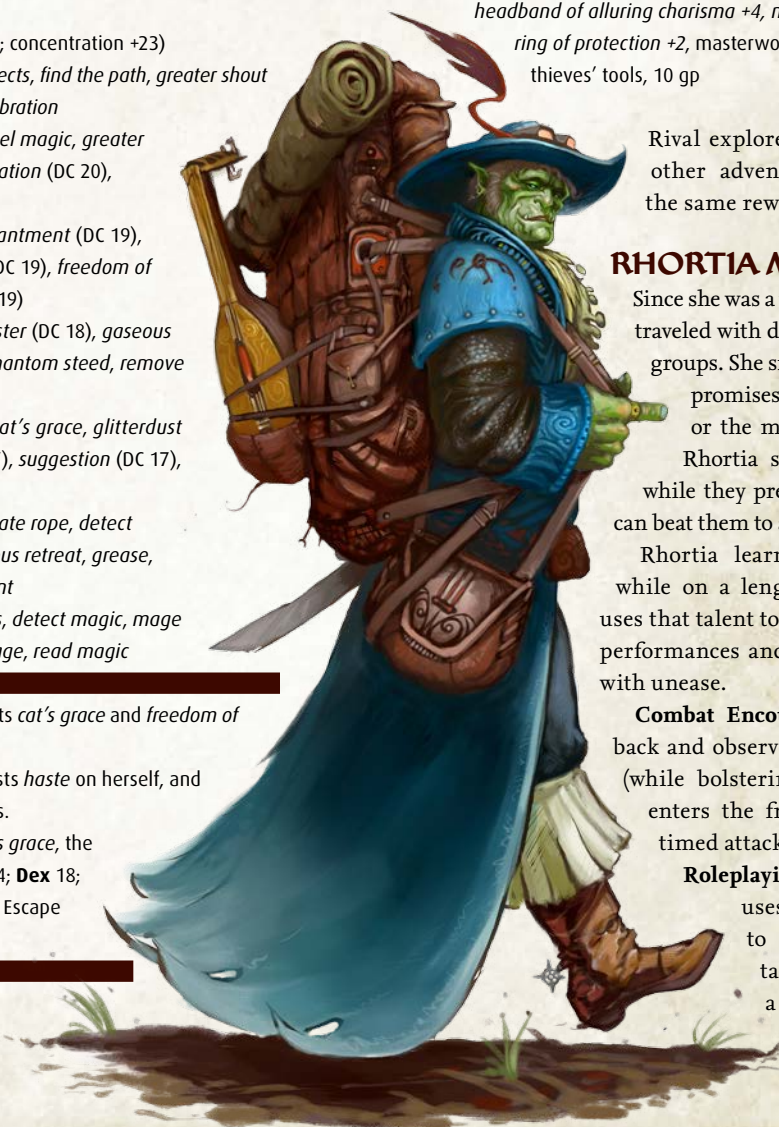 ; concentration +23)
ects, find the path, greater shout
bration
el magic, greater
ation (DC 20),
antment (DC 19),
DC 19), freedom of
19)
ster (DC 18), gaseous
hantom steed, remove
at's grace, glitterdust
), suggestion (DC 17),
ate rope, detect
us retreat, grease,
nt
s, detect magic, mage
ge, read magic
ts cat's grace and freedom of
sts haste on herself, and
s.
s grace, the
4; Dex 18;
Escape
headband of alluring charisma +4, m
ring of protection +2, masterwo
thieves' tools, 10 gp
Rival explore
other adven
the same rew
RHORTIA M
Since she was a
traveled with d
groups. She si
promises
or the m
Rhortia s
while they pre
can beat them to
Rhortia learn
while on a leng
uses that talent to
performances and
with unease.
Combat Encou
back and observ
(while bolsterin
enters the fr
timed attack
Roleplayi
uses
to
ta
a